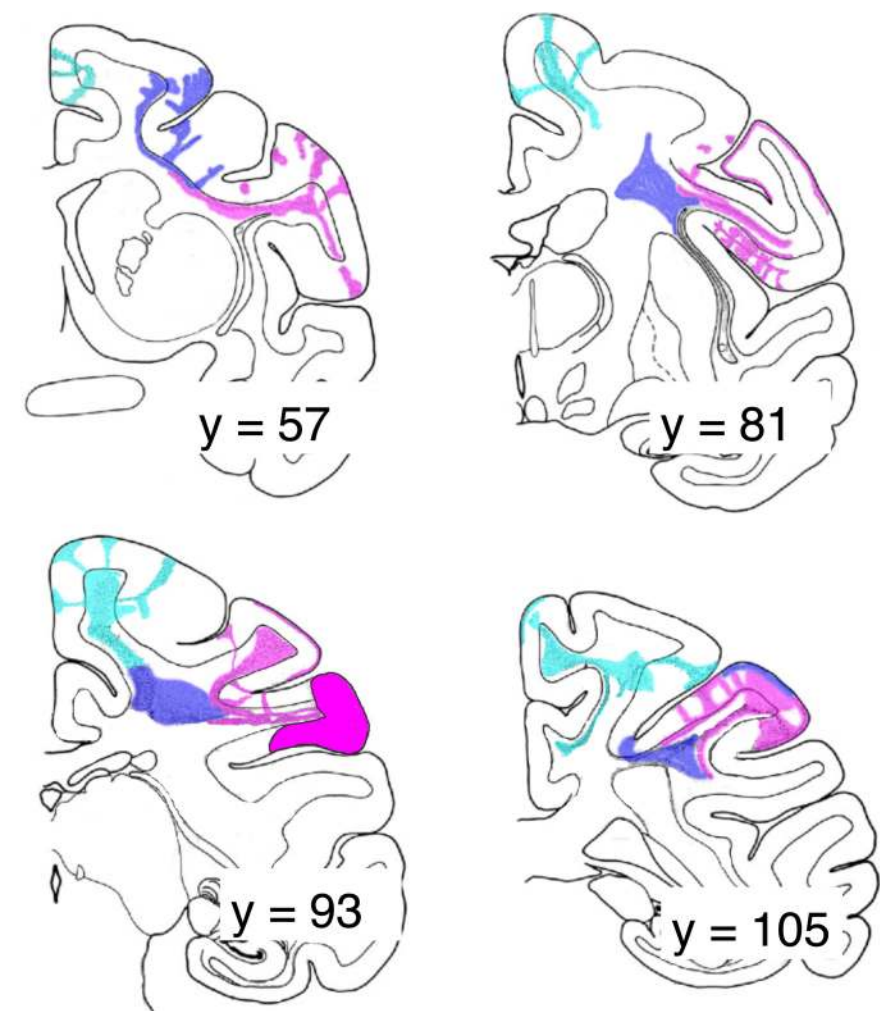 y = 57
y = 81
y = 93
y = 105